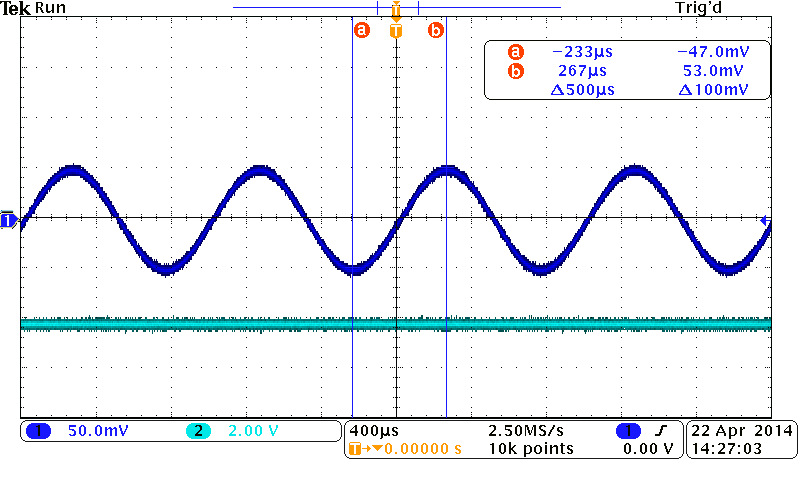 Tek Run Trig'd
T
a T b
a −233µs −47.0mV
b 267µs 53.0mV
Δ500µs Δ100mV
1
1 50.0mV 2 2.00 V 400µs 2.50MS/s 1 22 Apr 2014
T→▼0.00000 s 10k points 0.00 V 14:27:03